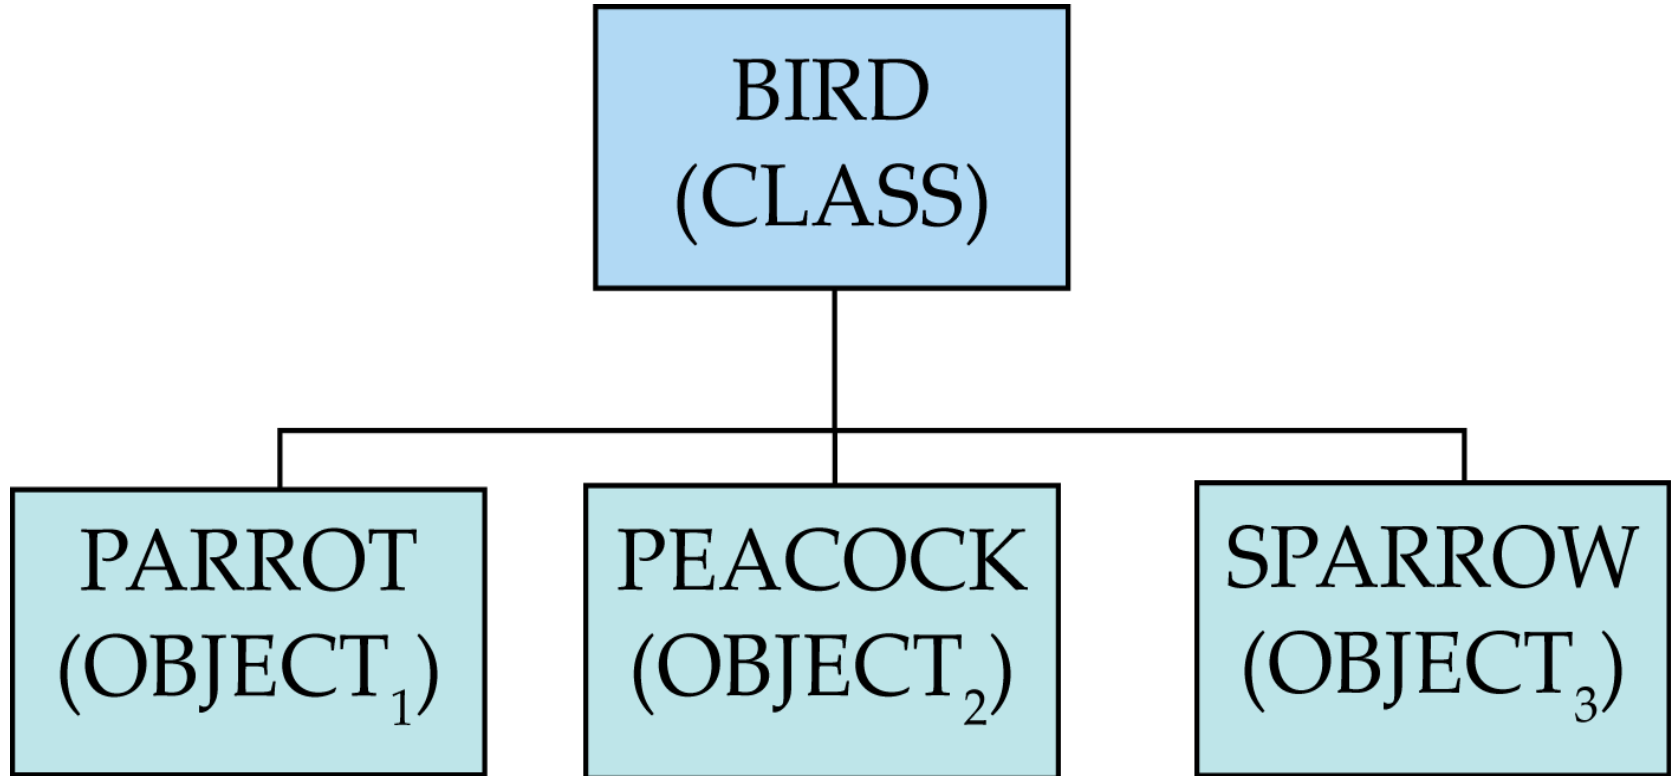 BIRD
(CLASS)
PARROT
(OBJECT₁)
PEACOCK
(OBJECT₂)
SPARROW
(OBJECT₃)